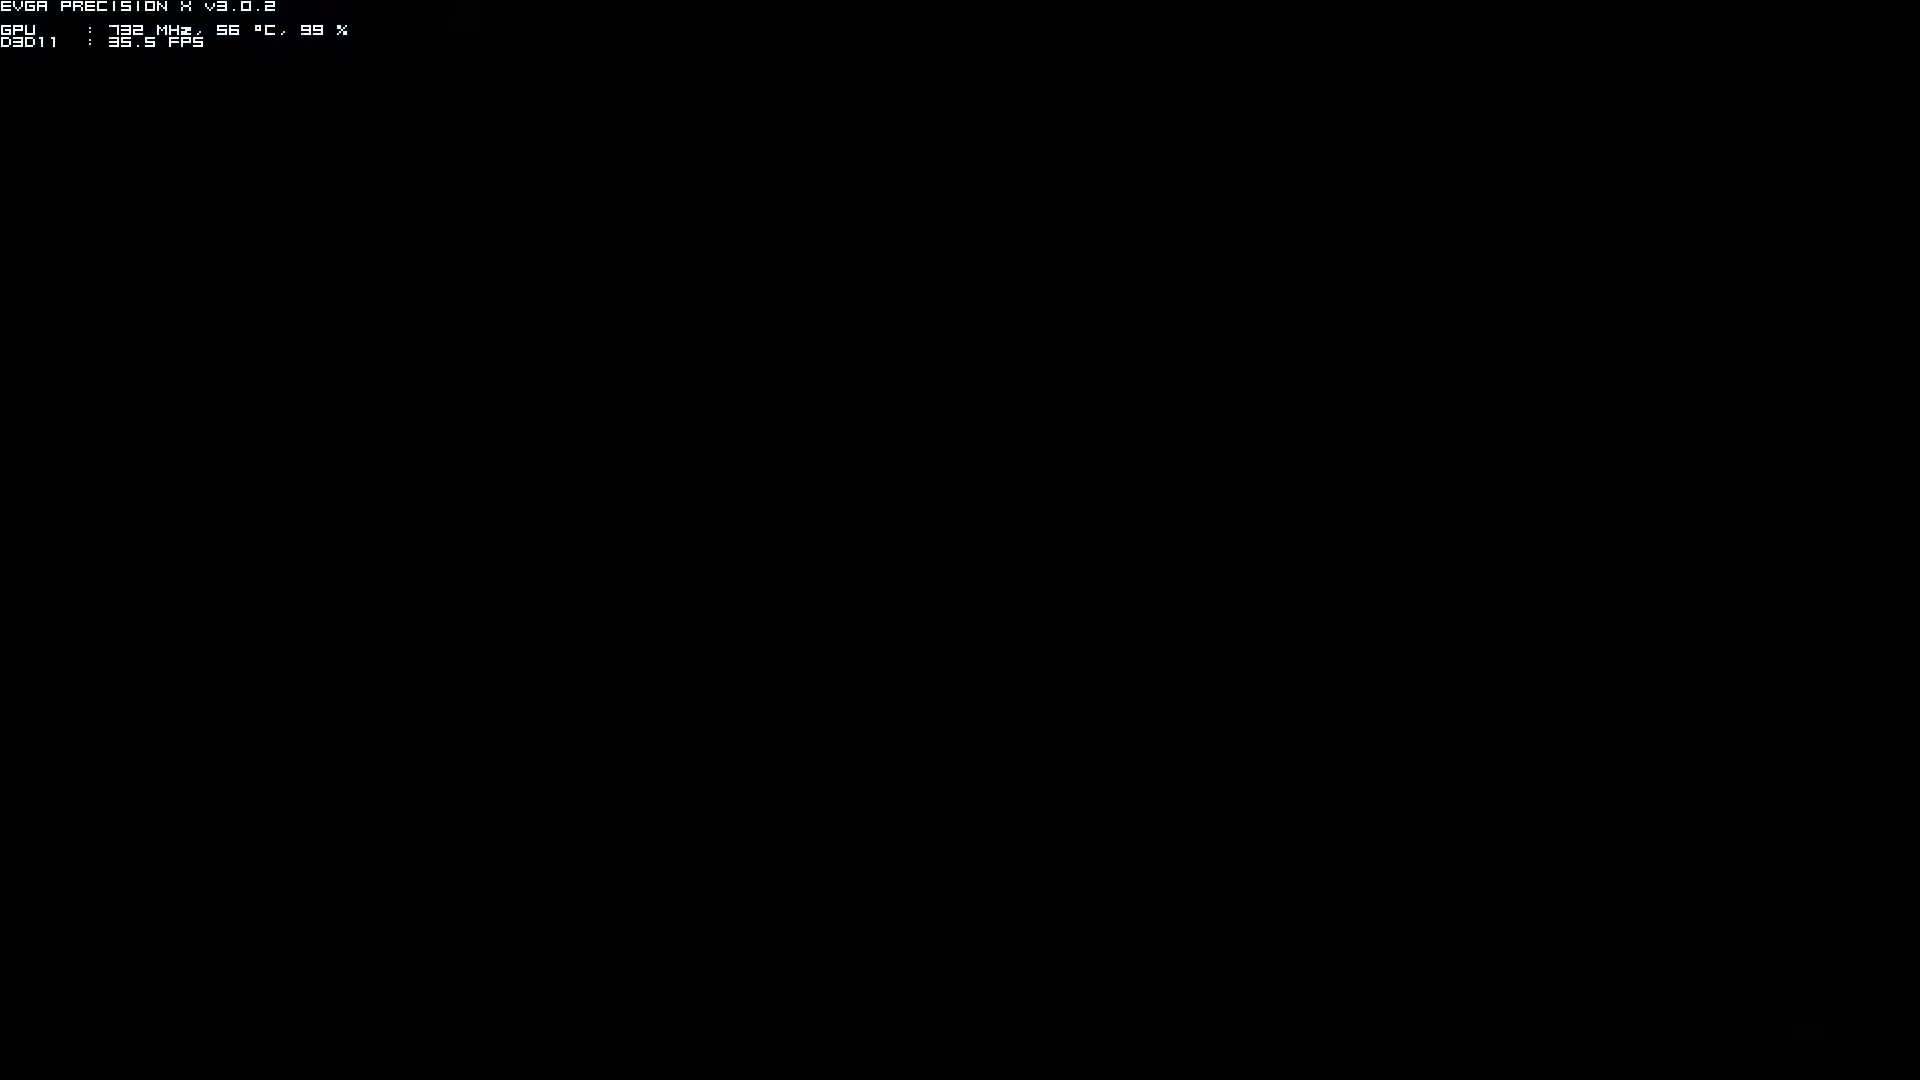 EVGA PRECISION X v3.0.2
GPU : 732 MHz, 56 °C, 99 %
D3D11 : 35.5 FPS